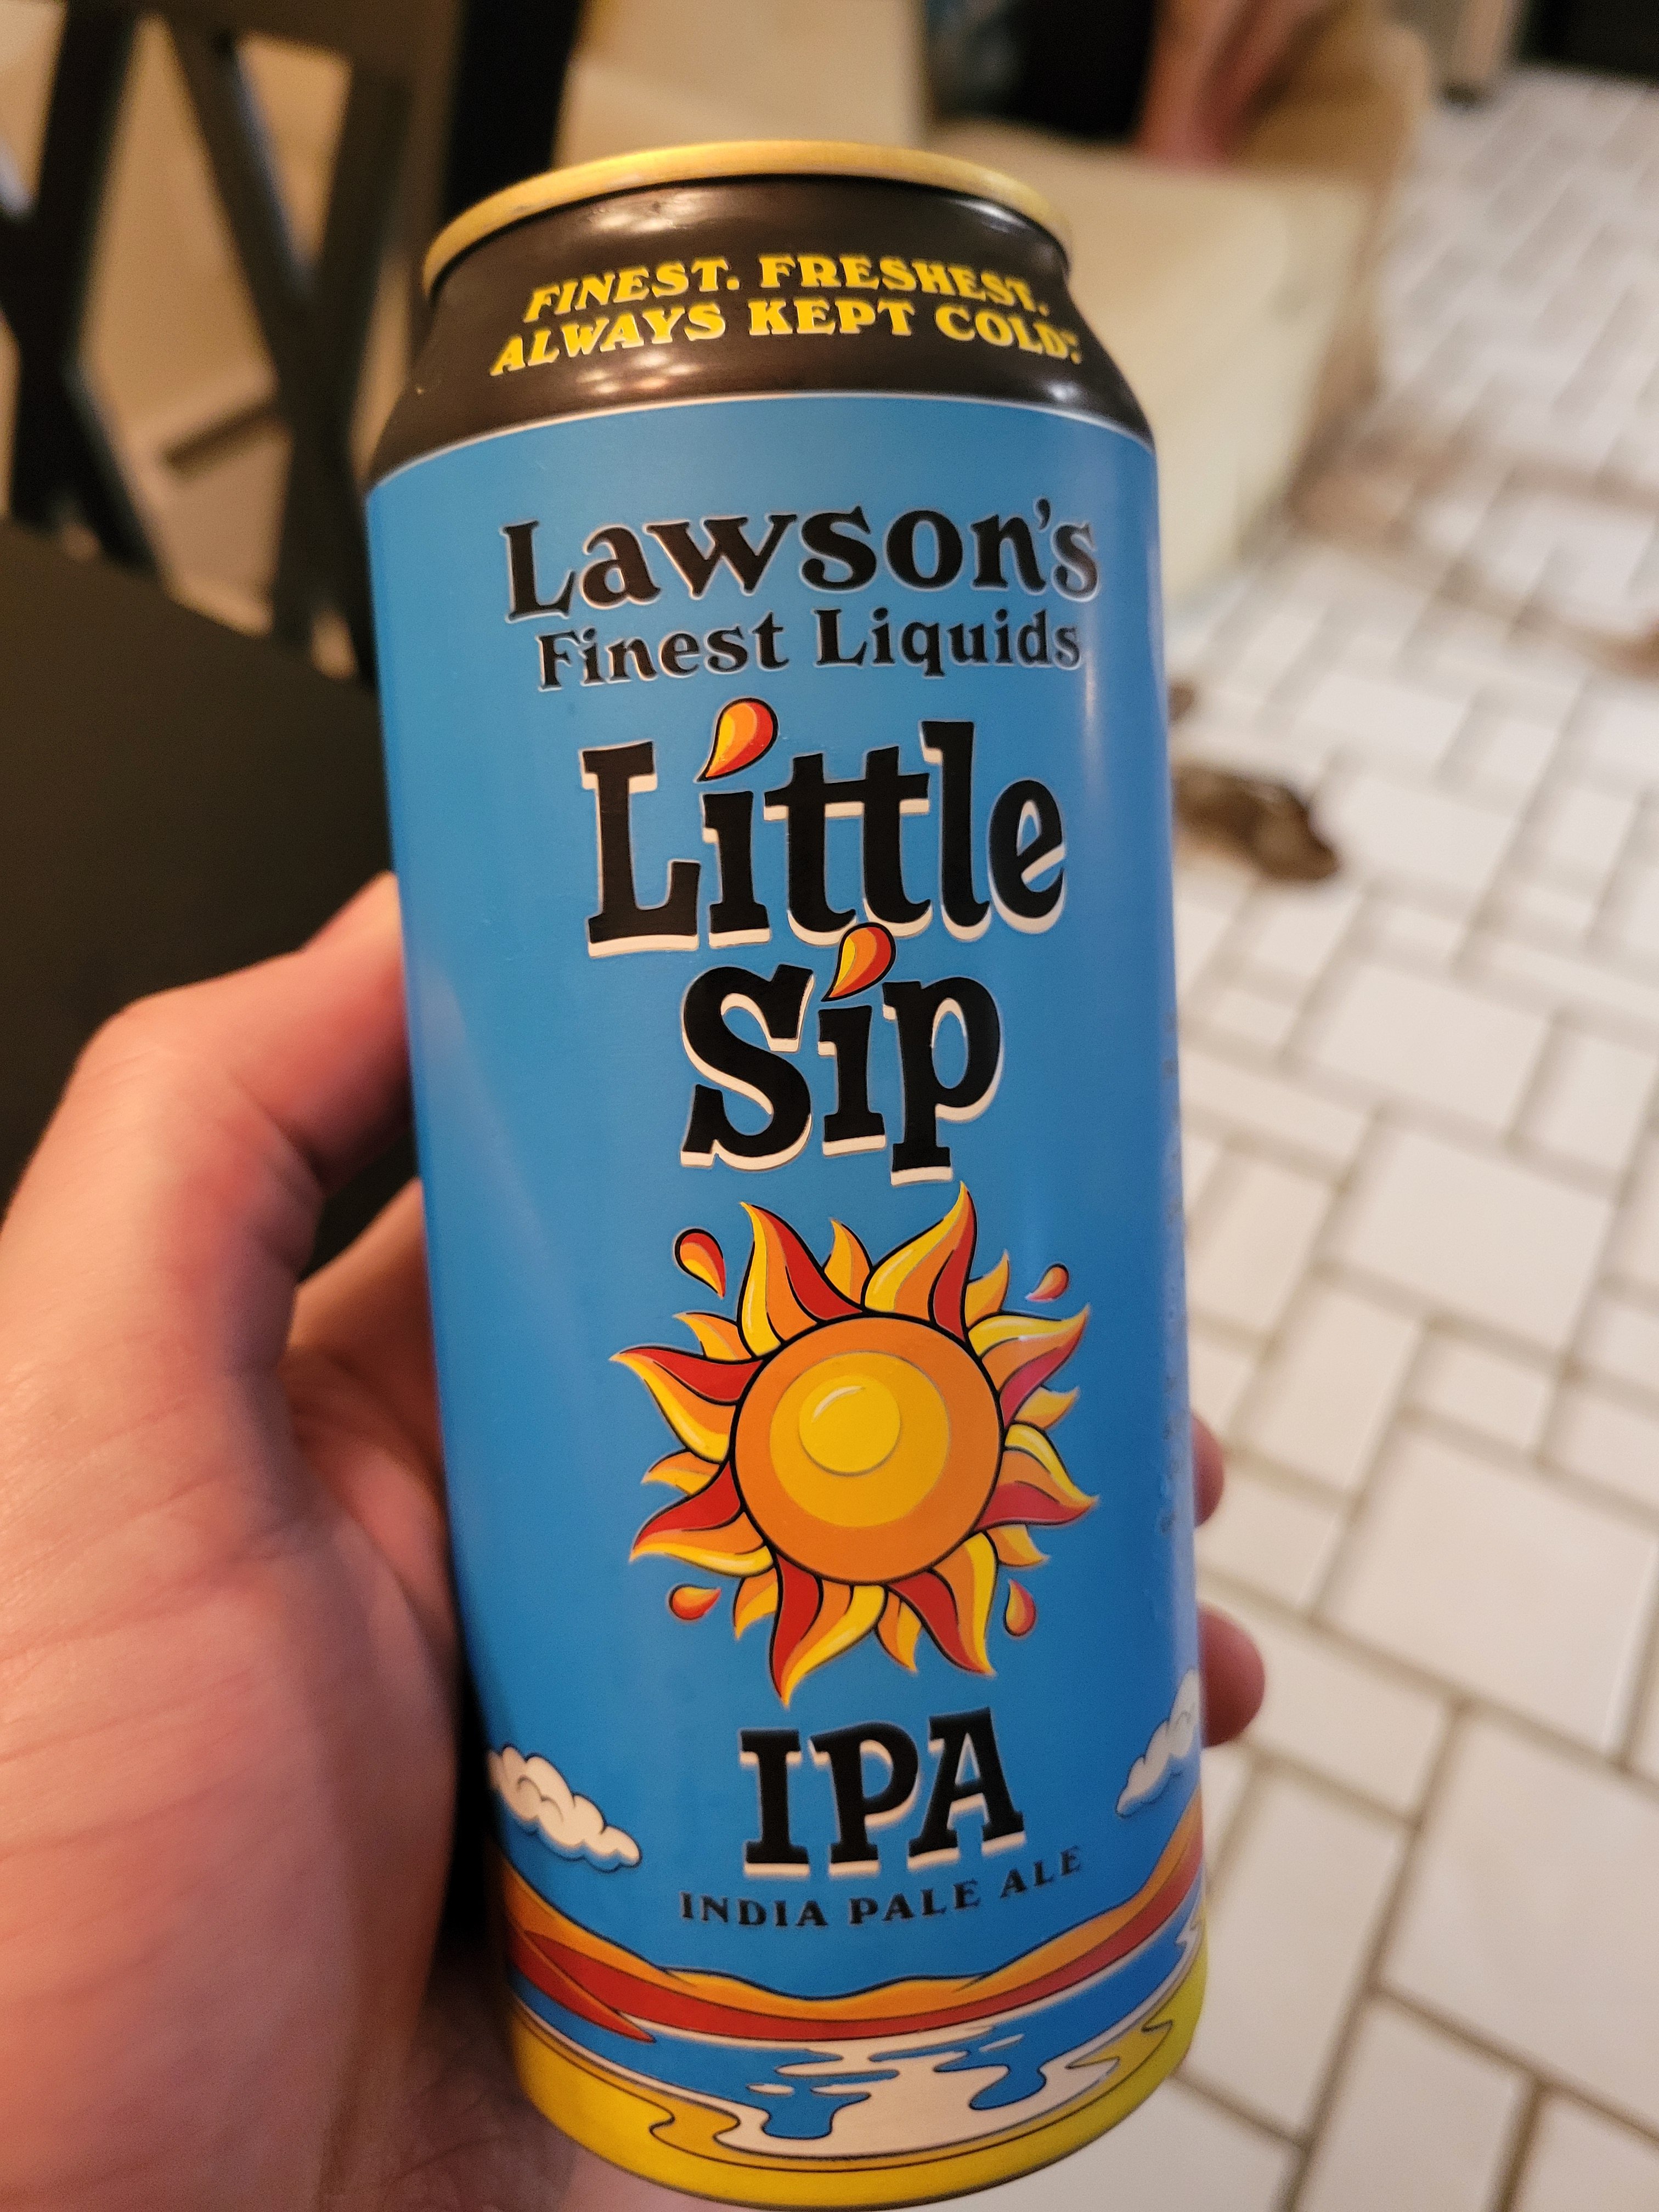 FINEST. FRESHEST.
ALWAYS KEPT COLD.
Lawson's
Finest Liquids
Little
Sip
IPA
INDIA PALE ALE